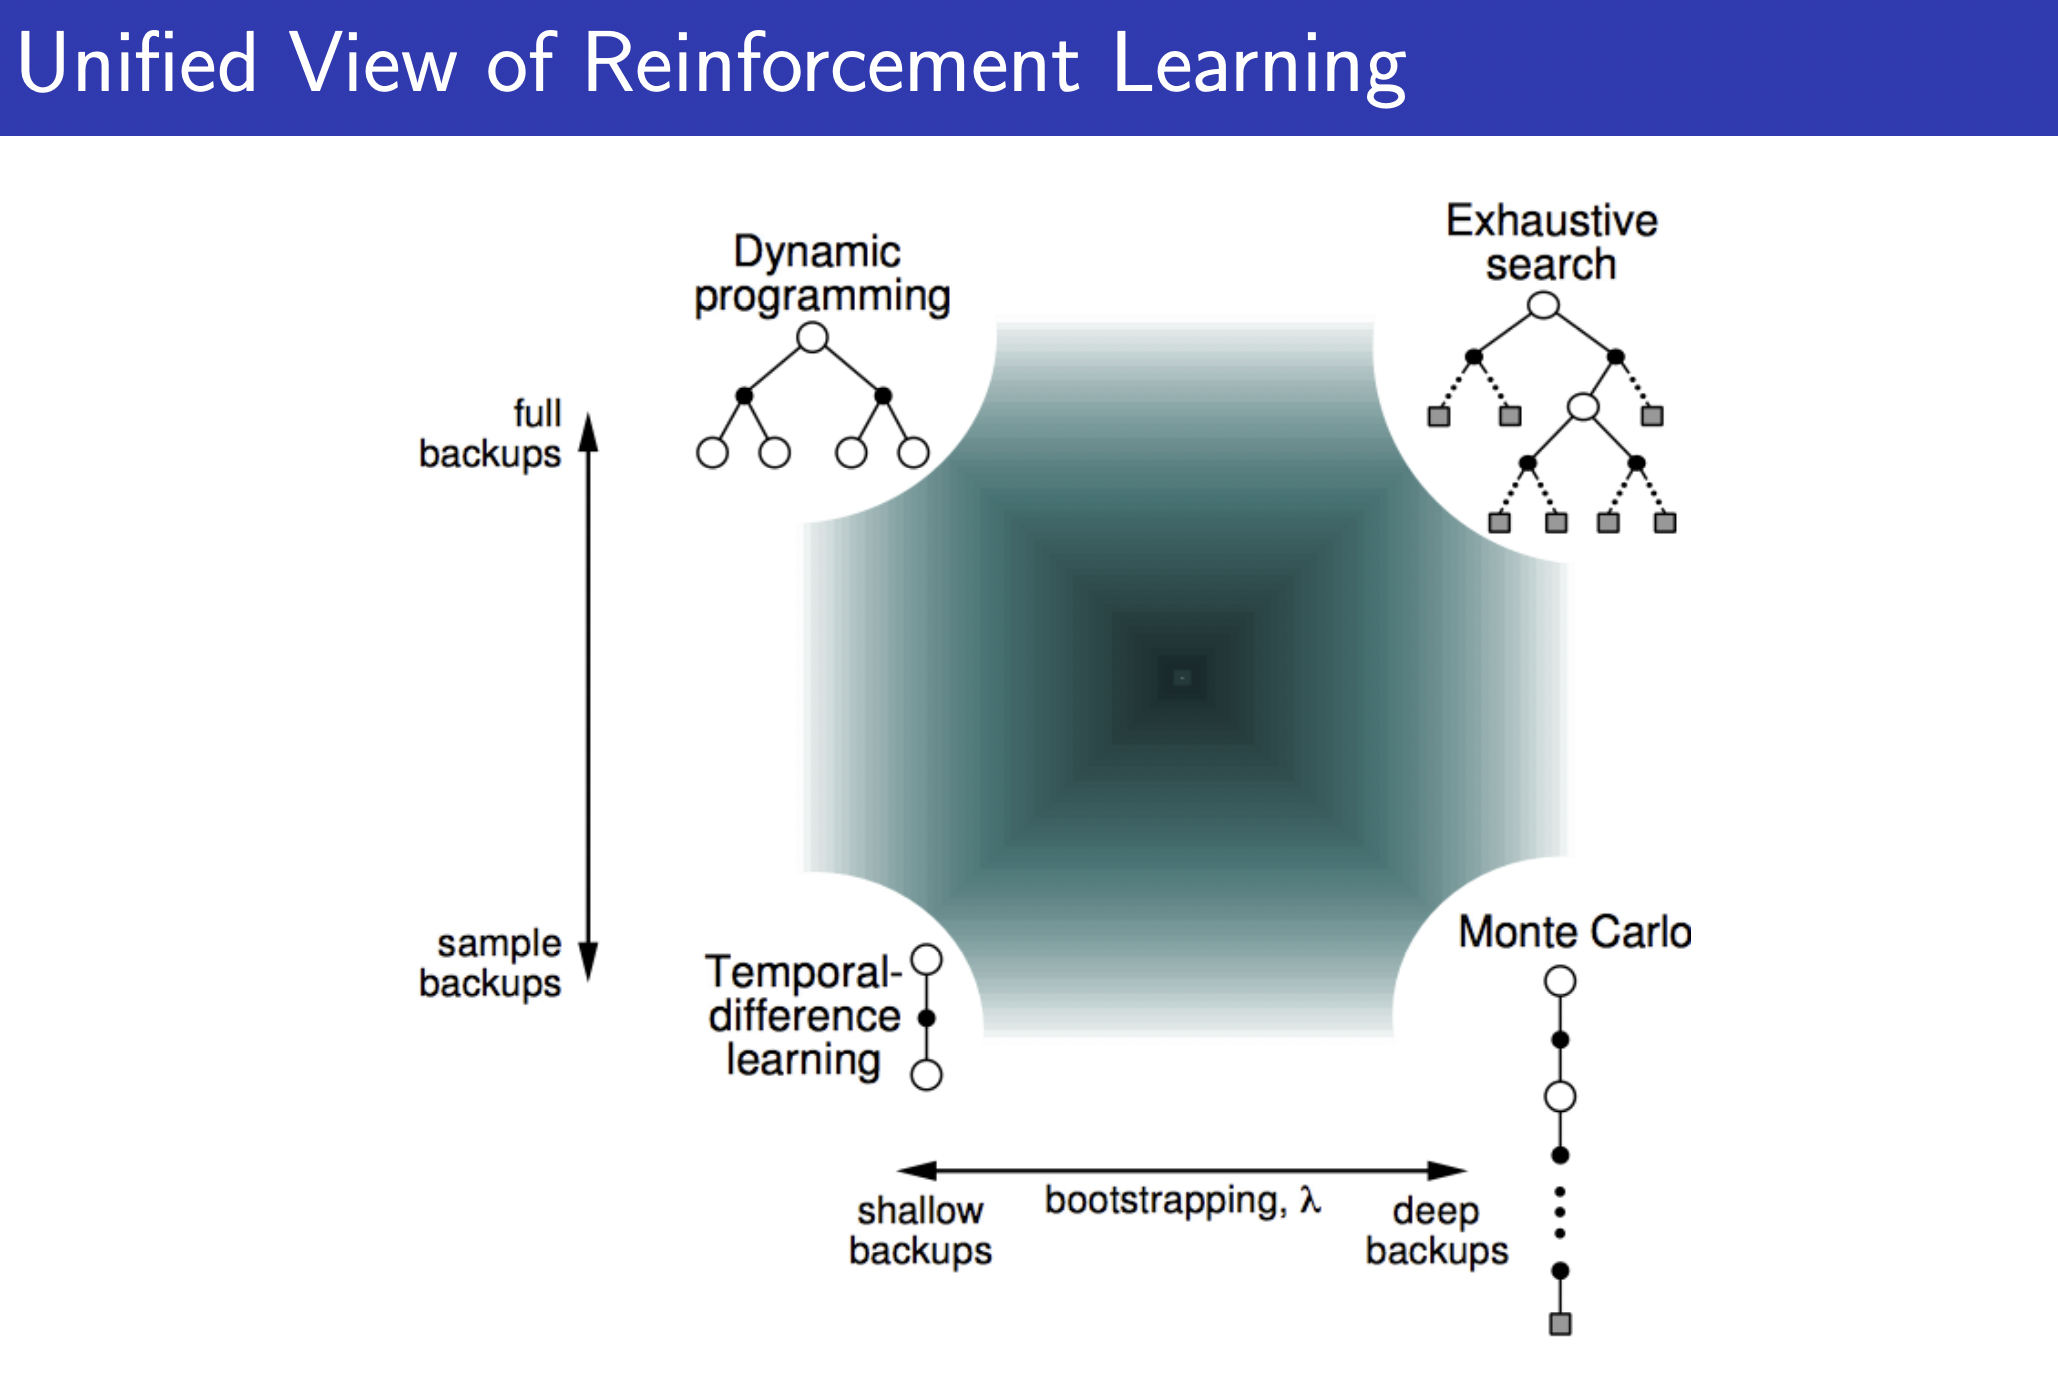 Unified View of Reinforcement Learning
Exhaustive
search
Dynamic
programming
full
backups
sample
backups
Temporal-
difference
learning
Monte Carlo
bootstrapping, λ
shallow
backups
deep
backups